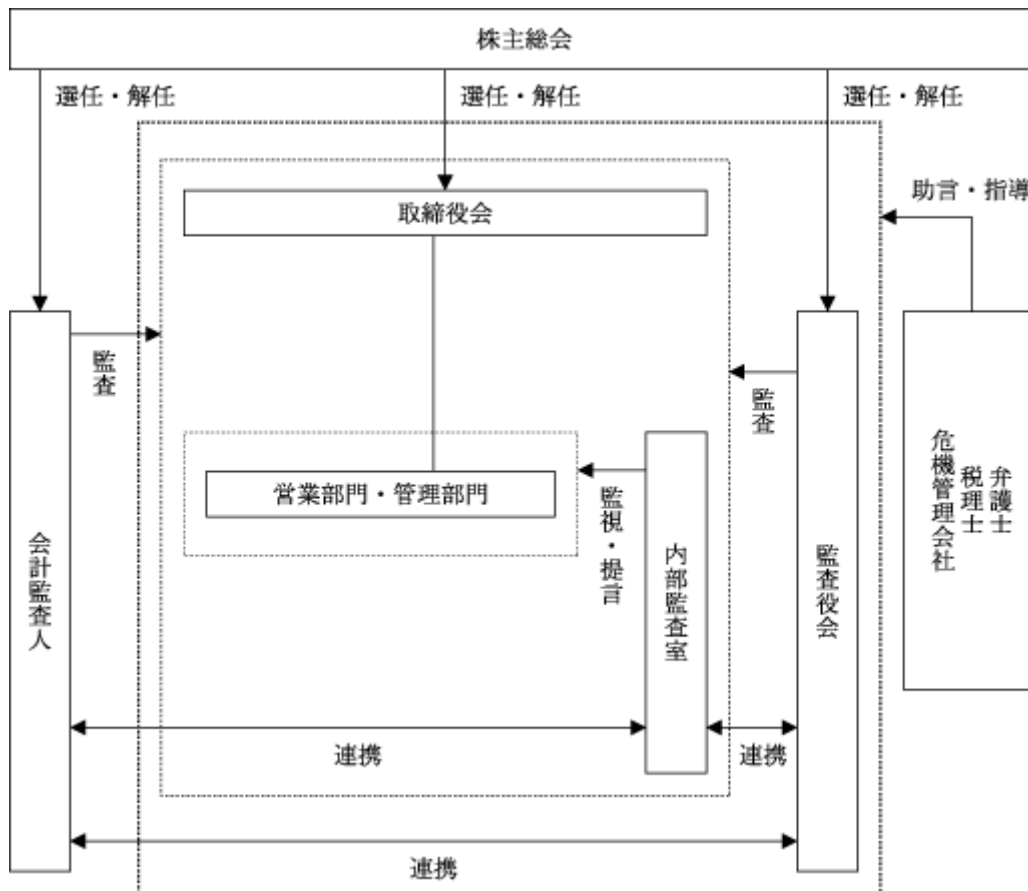 株主総会
選任・解任
選任・解任
選任・解任
助言・指導
取締役会
監査
監査
営業部門・管理部門
監視・提言
内部監査室
会計監査人
監査役会
弁護士
税理士
危機管理会社
連携
連携
連携